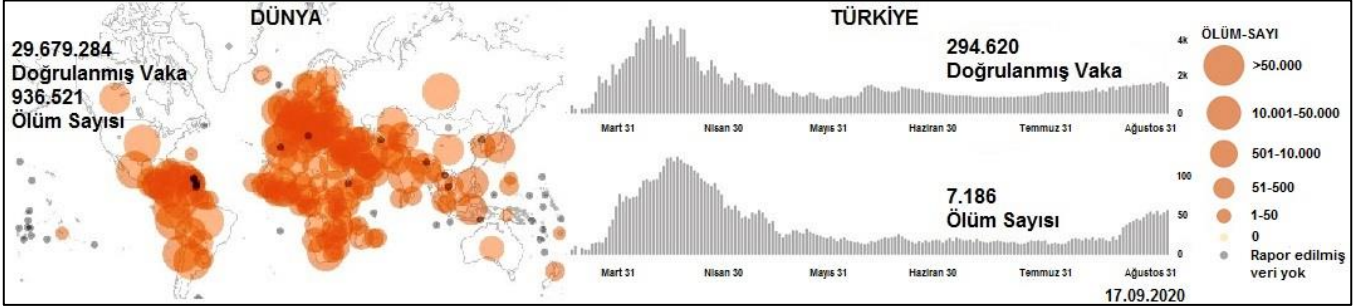 DÜNYA
29.679.284
Doğrulanmış Vaka
936.521
Ölüm Sayısı
TÜRKİYE
294.620
Doğrulanmış Vaka
4k
2k
0
Mart 31 Nisan 30 Mayıs 31 Haziran 30 Temmuz 31 Ağustos 31
7.186
Ölüm Sayısı
100
50
0
Mart 31 Nisan 30 Mayıs 31 Haziran 30 Temmuz 31 Ağustos 31
17.09.2020
ÖLÜM-SAYI
>50.000
10.001-50.000
501-10.000
51-500
1-50
0
Rapor edilmiş
veri yok